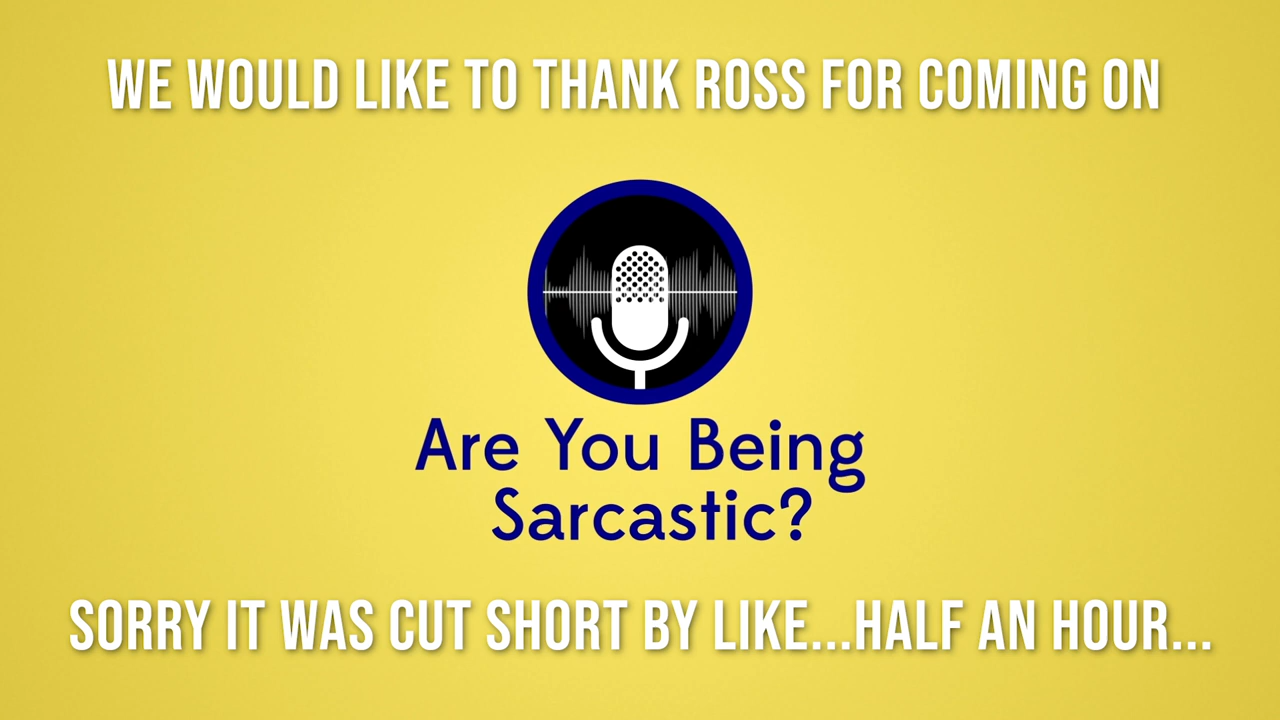 WE WOULD LIKE TO THANK ROSS FOR COMING ON
Are You Being
Sarcastic?
SORRY IT WAS CUT SHORT BY LIKE...HALF AN HOUR...